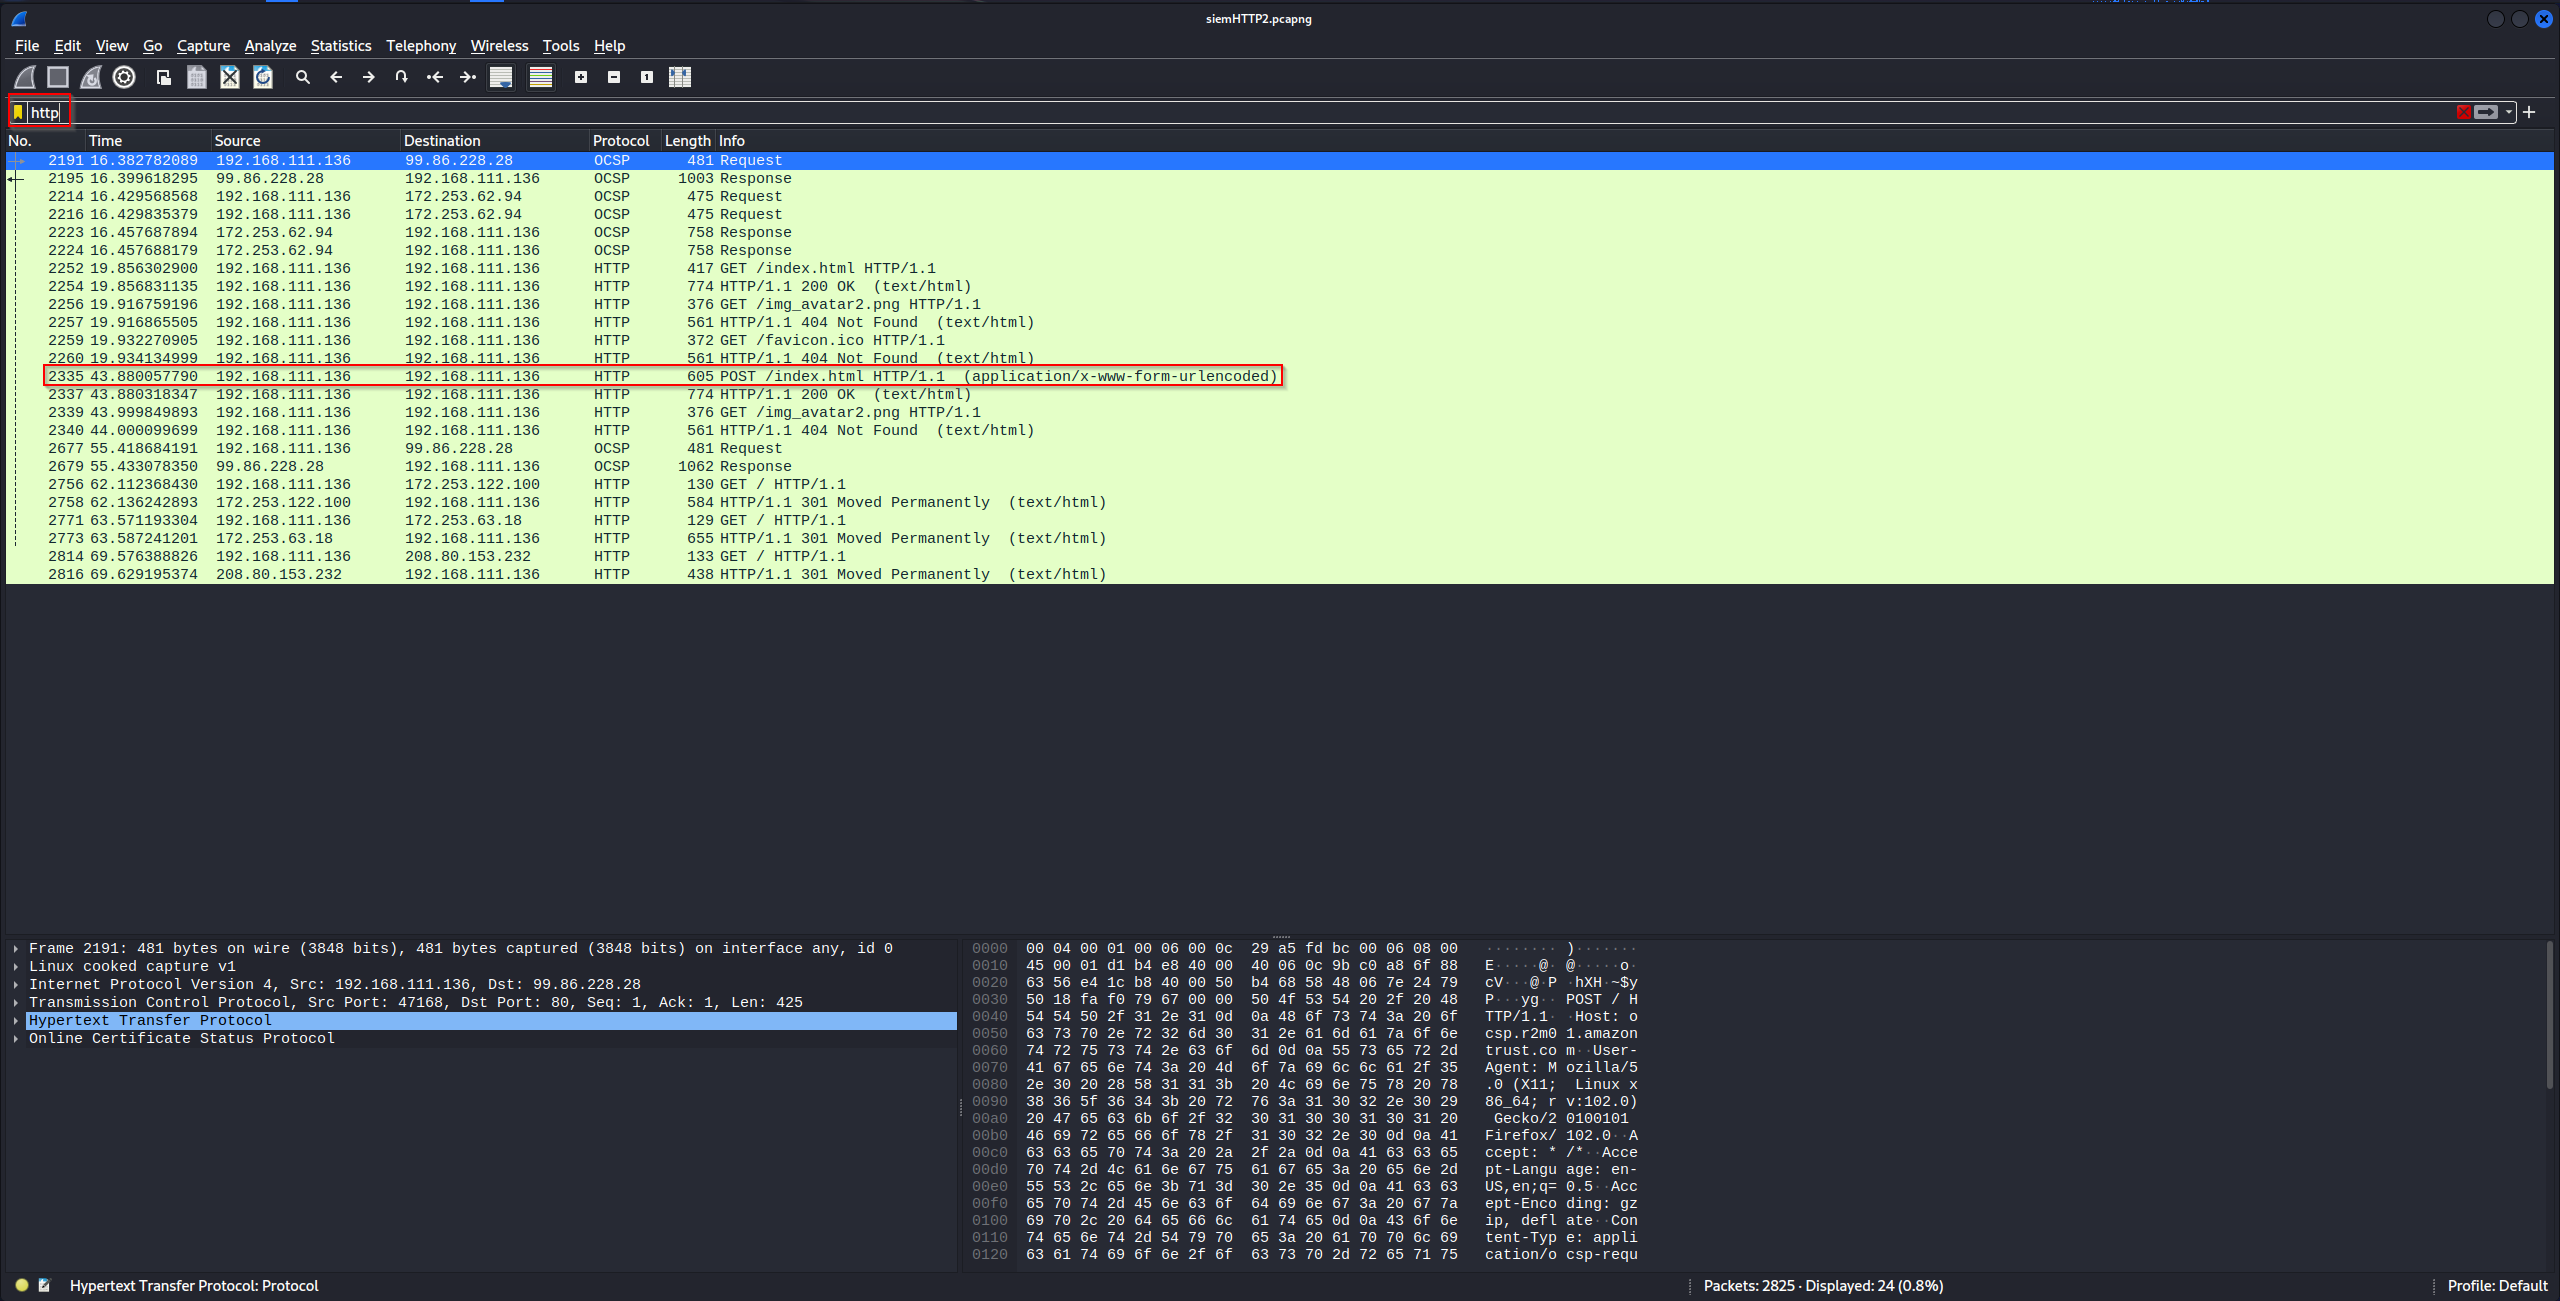 siemHTTP2.pcapng
File Edit View Go Capture Analyze Statistics Telephony Wireless Tools Help
http
No. Time Source Destination Protocol Length Info
2191 16.382782089 192.168.111.136 99.86.228.28 OCSP 481 Request
2195 16.399618295 99.86.228.28 192.168.111.136 OCSP 1003 Response
2214 16.429568568 192.168.111.136 172.253.62.94 OCSP 475 Request
2216 16.429835379 192.168.111.136 172.253.62.94 OCSP 475 Request
2223 16.457687894 172.253.62.94 192.168.111.136 OCSP 758 Response
2224 16.457688179 172.253.62.94 192.168.111.136 OCSP 758 Response
2252 19.856302900 192.168.111.136 192.168.111.136 HTTP 417 GET /index.html HTTP/1.1
2254 19.856831135 192.168.111.136 192.168.111.136 HTTP 774 HTTP/1.1 200 OK (text/html)
2256 19.916759196 192.168.111.136 192.168.111.136 HTTP 376 GET /img_avatar2.png HTTP/1.1
2257 19.916865505 192.168.111.136 192.168.111.136 HTTP 561 HTTP/1.1 404 Not Found (text/html)
2259 19.932270905 192.168.111.136 192.168.111.136 HTTP 372 GET /favicon.ico HTTP/1.1
2260 19.934134999 192.168.111.136 192.168.111.136 HTTP 561 HTTP/1.1 404 Not Found (text/html)
2335 43.880057790 192.168.111.136 192.168.111.136 HTTP 605 POST /index.html HTTP/1.1 (application/x-www-form-urlencoded)
2337 43.880318347 192.168.111.136 192.168.111.136 HTTP 774 HTTP/1.1 200 OK (text/html)
2339 43.999849893 192.168.111.136 192.168.111.136 HTTP 376 GET /img_avatar2.png HTTP/1.1
2340 44.000099699 192.168.111.136 192.168.111.136 HTTP 561 HTTP/1.1 404 Not Found (text/html)
2677 55.418684191 192.168.111.136 99.86.228.28 OCSP 481 Request
2679 55.433078350 99.86.228.28 192.168.111.136 OCSP 1062 Response
2756 62.112368430 192.168.111.136 172.253.122.100 HTTP 130 GET / HTTP/1.1
2758 62.136242893 172.253.122.100 192.168.111.136 HTTP 584 HTTP/1.1 301 Moved Permanently (text/html)
2771 63.571193304 192.168.111.136 172.253.63.18 HTTP 129 GET / HTTP/1.1
2773 63.587241201 172.253.63.18 192.168.111.136 HTTP 655 HTTP/1.1 301 Moved Permanently (text/html)
2814 69.576388826 192.168.111.136 208.80.153.232 HTTP 133 GET / HTTP/1.1
2816 69.629195374 208.80.153.232 192.168.111.136 HTTP 438 HTTP/1.1 301 Moved Permanently (text/html)
Frame 2191: 481 bytes on wire (3848 bits), 481 bytes captured (3848 bits) on interface any, id 0
Linux cooked capture v1
Internet Protocol Version 4, Src: 192.168.111.136, Dst: 99.86.228.28
Transmission Control Protocol, Src Port: 47168, Dst Port: 80, Seq: 1, Ack: 1, Len: 425
Hypertext Transfer Protocol
Online Certificate Status Protocol
0000 00 04 00 01 00 06 00 0c 29 a5 fd bc 00 06 08 00 ········ )·······
0010 45 00 01 d1 b4 e8 40 00 40 06 0c 9b c0 a8 6f 88 E·····@· @·····o·
0020 63 56 e4 1c b8 40 00 50 b4 68 58 48 06 7e 24 79 cV···@·P ·hXH·~$y
0030 50 18 fa f0 79 67 00 00 50 4f 53 54 20 2f 20 48 P···yg·· POST / H
0040 54 54 50 2f 31 2e 31 0d 0a 48 6f 73 74 3a 20 6f TTP/1.1· ·Host: o
0050 63 73 70 2e 72 32 6d 30 31 2e 61 6d 61 7a 6f 6e csp.r2m0 1.amazon
0060 74 72 75 73 74 2e 63 6f 6d 0d 0a 55 73 65 72 2d trust.co m··User-
0070 41 67 65 6e 74 3a 20 4d 6f 7a 69 6c 6c 61 2f 35 Agent: M ozilla/5
0080 2e 30 20 28 58 31 31 3b 20 4c 69 6e 75 78 20 78 .0 (X11; Linux x
0090 38 36 5f 36 34 3b 20 72 76 3a 31 30 32 2e 30 29 86_64; r v:102.0)
00a0 20 47 65 63 6b 6f 2f 32 30 31 30 30 31 30 31 20 Gecko/2 0100101
00b0 46 69 72 65 66 6f 78 2f 31 30 32 2e 30 0d 0a 41 Firefox/ 102.0··A
00c0 63 63 65 70 74 3a 20 2a 2f 2a 0d 0a 41 63 63 65 ccept: * /*··Acce
00d0 70 74 2d 4c 61 6e 67 75 61 67 65 3a 20 65 6e 2d pt-Langu age: en-
00e0 55 53 2c 65 6e 3b 71 3d 30 2e 35 0d 0a 41 63 63 US,en;q= 0.5··Acc
00f0 65 70 74 2d 45 6e 63 6f 64 69 6e 67 3a 20 67 7a ept-Enco ding: gz
0100 69 70 2c 20 64 65 66 6c 61 74 65 0d 0a 43 6f 6e ip, defl ate··Con
0110 74 65 6e 74 2d 54 79 70 65 3a 20 61 70 70 6c 69 tent-Typ e: appli
0120 63 61 74 69 6f 6e 2f 6f 63 73 70 2d 72 65 71 75 cation/o csp-requ
Hypertext Transfer Protocol: Protocol
Packets: 2825 · Displayed: 24 (0.8%)
Profile: Default